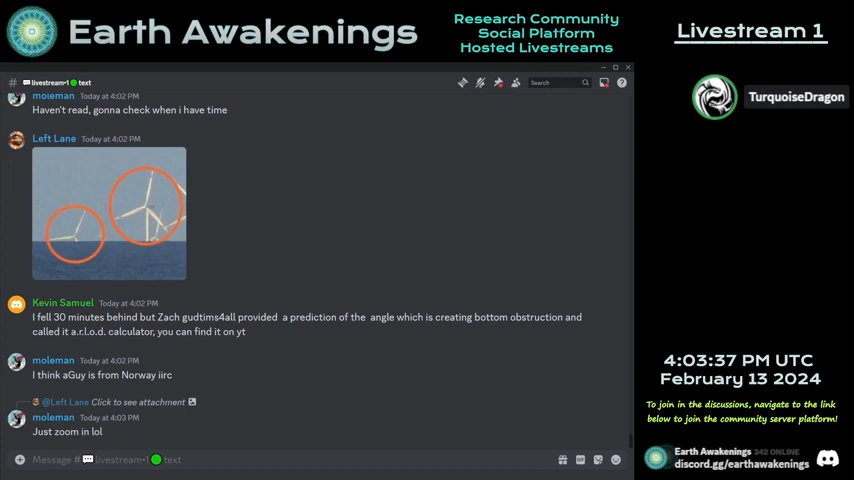 Earth Awakenings
Research Community
Social Platform
Hosted Livestreams
Livestream 1
# livestream•1 text
Search
TurquoiseDragon
moleman Today at 4:02 PM
Haven't read, gonna check when i have time
Left Lane Today at 4:02 PM
Kevin Samuel Today at 4:02 PM
I fell 30 minutes behind but Zach gudtims4all provided a prediction of the angle which is creating bottom obstruction and
called it a.r.l.o.d. calculator, you can find it on yt
moleman Today at 4:02 PM
I think aGuy is from Norway iirc
@Left Lane Click to see attachment
moleman Today at 4:03 PM
Just zoom in lol
Message # livestream•1 text
GIF
4:03:37 PM UTC
February 13 2024
To join in the discussions, navigate to the link
below to join the community server platform!
Earth Awakenings 342 ONLINE
discord.gg/earthawakenings